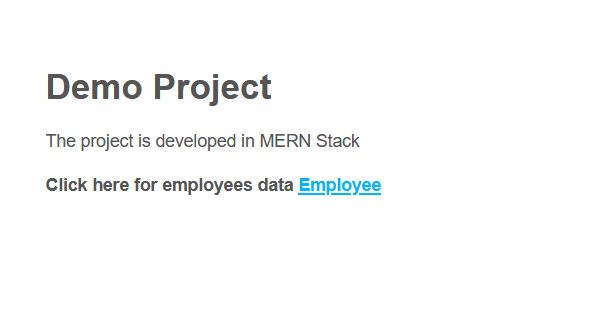 Demo Project
The project is developed in MERN Stack
Click here for employees data Employee